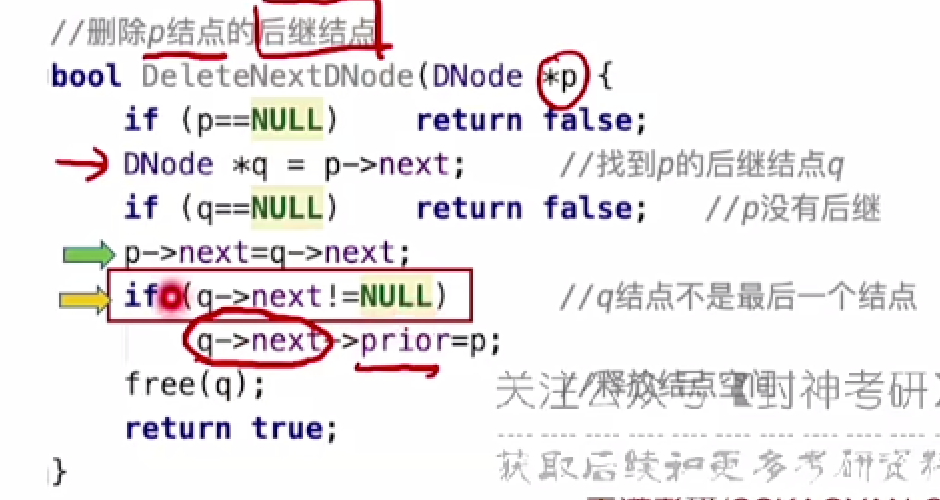 //删除p结点的后继结点
bool DeleteNextDNode(DNode *p) {
if (p==NULL) return false;
DNode *q = p->next; //找到p的后继结点q
if (q==NULL) return false; //p没有后继
p->next=q->next;
if (q->next!=NULL) //q结点不是最后一个结点
q->next->prior=p;
free(q); //释放结点空间
关注公众号【封神考研】
return true;
获取后续和更多考研资料
}